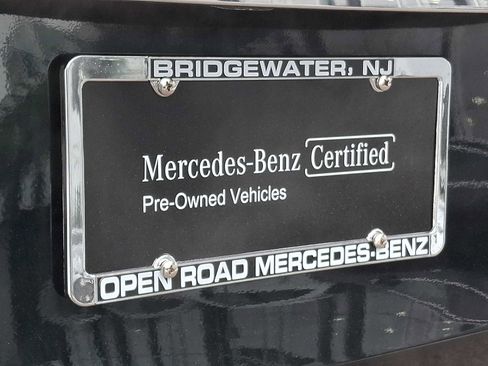 BRIDGEWATER, NJ
Mercedes-Benz Certified
Pre-Owned Vehicles
OPEN ROAD MERCEDES-BENZ